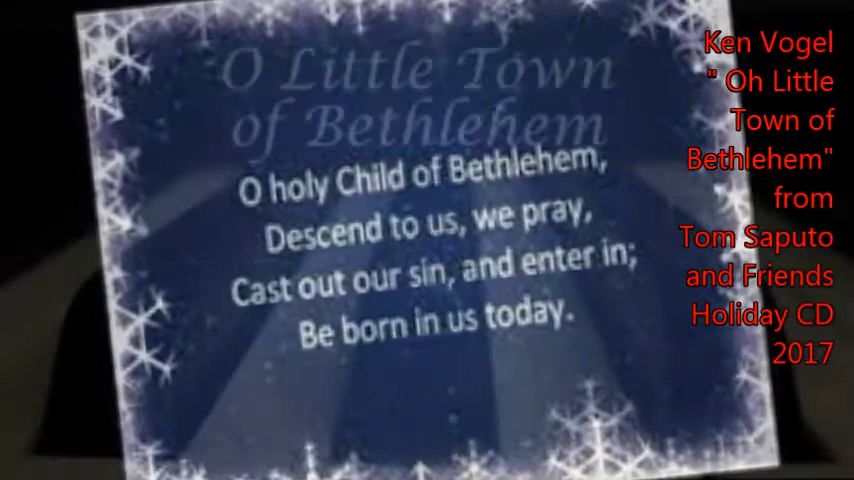 O Little Town
of Bethlehem
O holy Child of Bethlehem,
Descend to us, we pray,
Cast out our sin, and enter in;
Be born in us today.
Ken Vogel
" Oh Little
Town of
Bethlehem"
from
Tom Saputo
and Friends
Holiday CD
2017